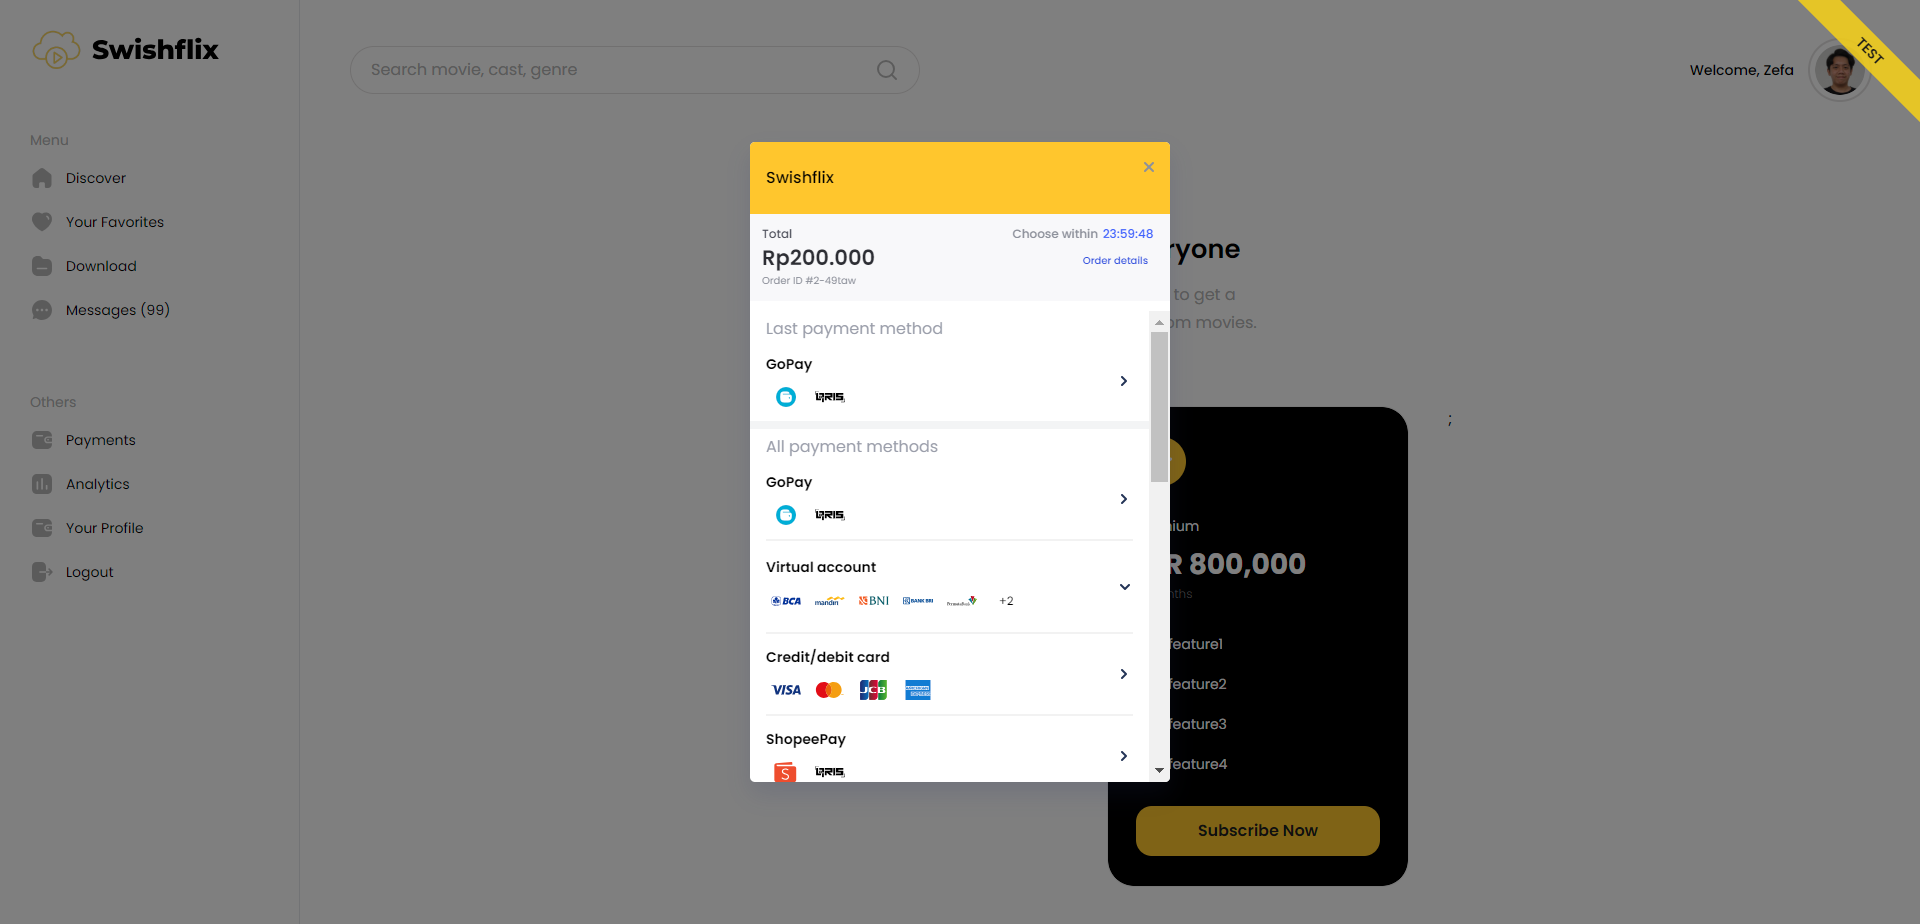 Swishflix
Search movie, cast, genre
Welcome, Zefa
TEST
Menu
Discover
Your Favorites
Download
Messages (99)
Others
Payments
Analytics
Your Profile
Logout
Swishflix
×
Total
Choose within 23:59:48
Rp200.000
Order details
Order ID #2-49taw
Last payment method
GoPay
QRIS
All payment methods
GoPay
QRIS
Virtual account
BCA mandiri BNI BANK BRI PermataBank +2
Credit/debit card
VISA JCB
ShopeePay
S QRIS
ryone
to get a
om movies.
;
ium
R 800,000
nths
feature1
feature2
feature3
feature4
Subscribe Now